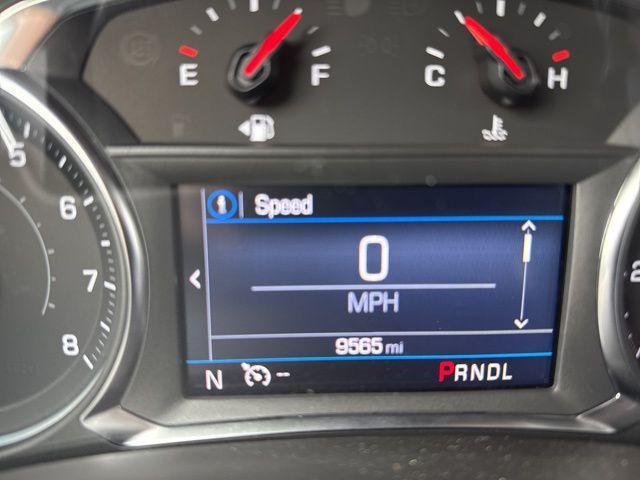 E F
C H
5
6
7
8
Speed
0
MPH
9565 mi
N --
PRNDL